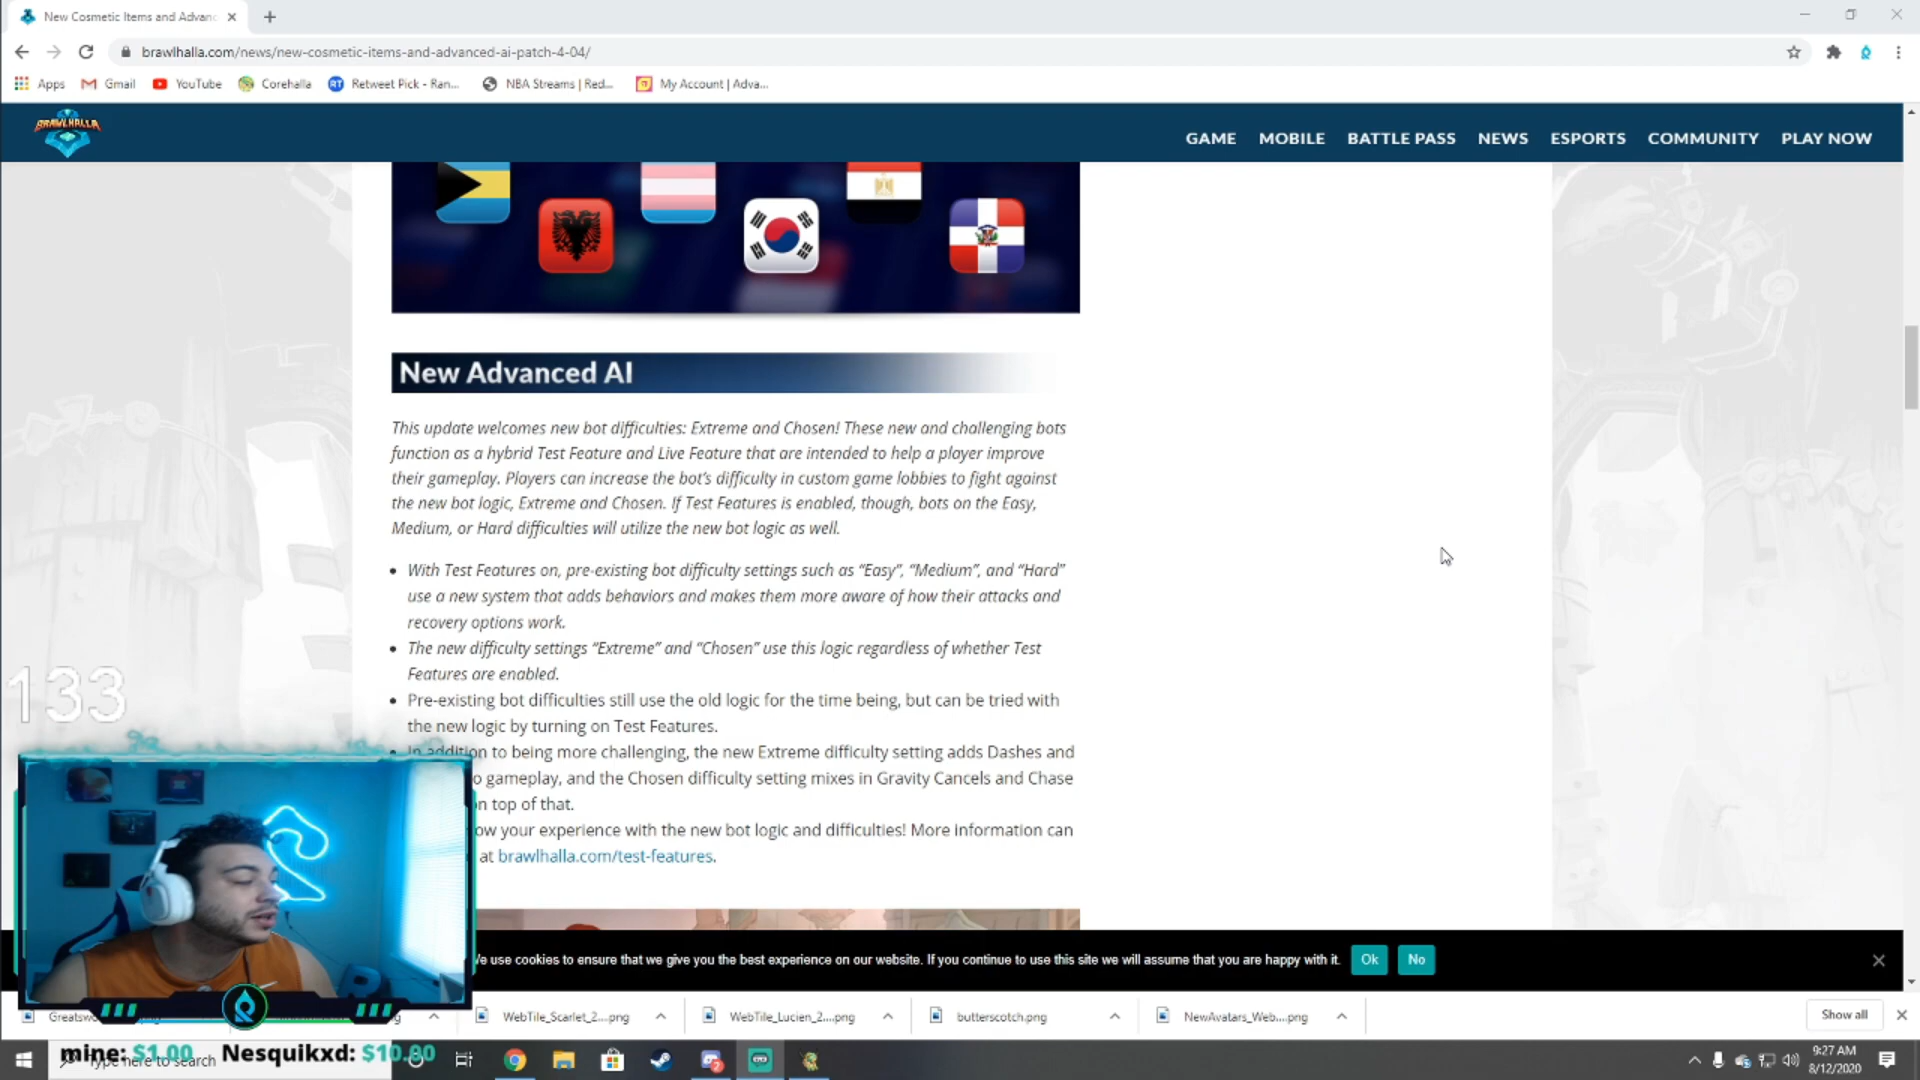 New Cosmetic Items and Advanc
brawlhalla.com/news/new-cosmetic-items-and-advanced-ai-patch-4-04/
Apps Gmail YouTube Corehalla Retweet Pick - Ran... NBA Streams | Red... My Account | Adva...
BRAWLHALLA GAME MOBILE BATTLE PASS NEWS ESPORTS COMMUNITY PLAY NOW
New Advanced AI
This update welcomes new bot difficulties: Extreme and Chosen! These new and challenging bots
function as a hybrid Test Feature and Live Feature that are intended to help a player improve
their gameplay. Players can increase the bot's difficulty in custom game lobbies to fight against
the new bot logic, Extreme and Chosen. If Test Features is enabled, though, bots on the Easy,
Medium, or Hard difficulties will utilize the new bot logic as well.
• With Test Features on, pre-existing bot difficulty settings such as “Easy”, “Medium”, and “Hard”
use a new system that adds behaviors and makes them more aware of how their attacks and
recovery options work.
• The new difficulty settings “Extreme” and “Chosen” use this logic regardless of whether Test
Features are enabled.
• Pre-existing bot difficulties still use the old logic for the time being, but can be tried with
the new logic by turning on Test Features.
• In addition to being more challenging, the new Extreme difficulty setting adds Dashes and
o gameplay, and the Chosen difficulty setting mixes in Gravity Cancels and Chase
n top of that.
ow your experience with the new bot logic and difficulties! More information can
at brawlhalla.com/test-features.
133
We use cookies to ensure that we give you the best experience on our website. If you continue to use this site we will assume that you are happy with it. Ok No
Greatswo WebTile_Scarlet_2....png WebTile_Lucien_2....png butterscotch.png NewAvatars_Web....png Show all
mine: $1.00 Nesquikxd: $10.00
Type here to search
9:27 AM
8/12/2020